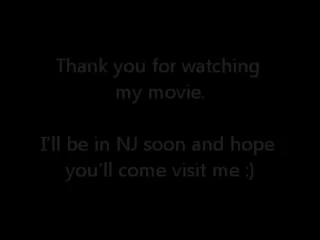 Thank you for watching
my movie.
I'll be in NJ soon and hope
you'll come visit me :)